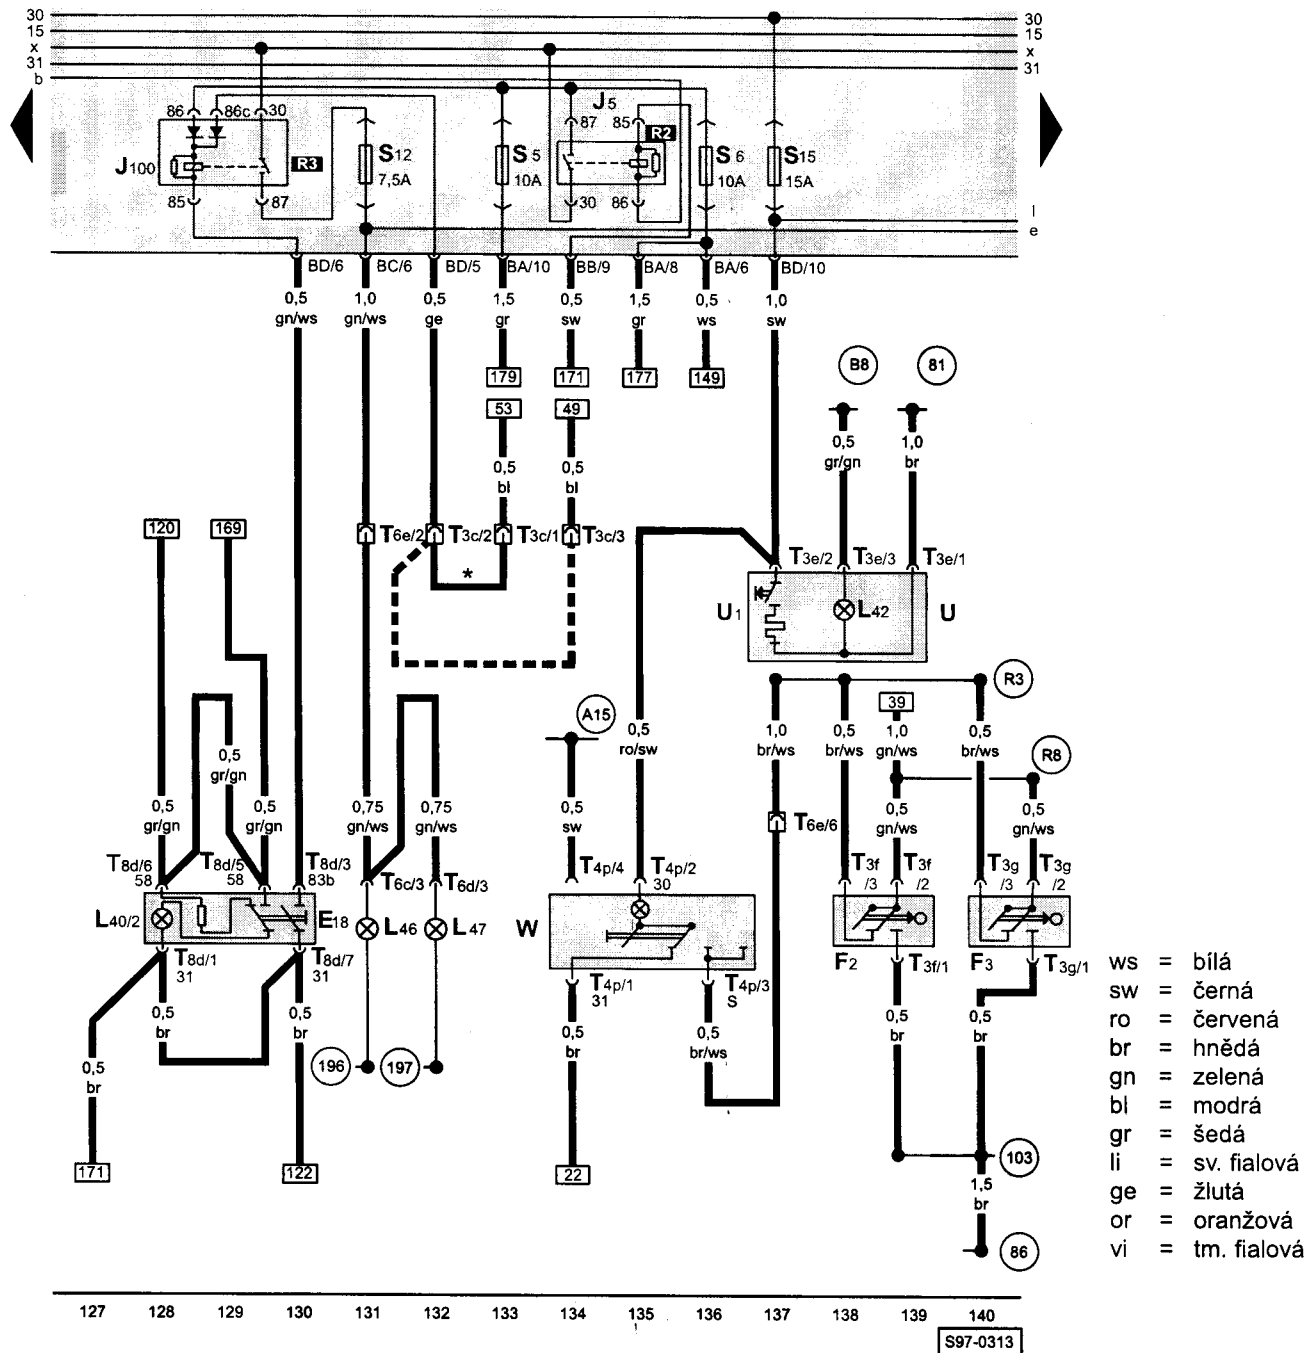 30 30
15 15
x x
31 31
b
86 86c 30
J5
87 85
R2
J100 R3
S12 7,5A
S5 10A
S6 10A
S15 15A
85 87
30 86
l
e
BD/6 BC/6 BD/5 BA/10 BB/9 BA/8 BA/6 BD/10
0,5 1,0 0,5 1,5 0,5 1,5 0,5 1,0
gn/ws gn/ws ge gr sw gr ws sw
179 171 177 149
B8 81
53 49
0,5 1,0
gr/gn br
0,5 0,5
bl bl
120 169
T6e/2 T3c/2 T3c/1 T3c/3
*
T3e/2 T3e/3 T3e/1
U1 L42 U
R3
A15
39
0,5
ro/sw
1,0 0,5 1,0 0,5
br/ws br/ws gn/ws br/ws
0,5
gr/gn
R8
0,5 0,5 0,75 0,75
gr/gn gr/gn gn/ws gn/ws
0,5
sw
T6e/6
0,5 0,5
gn/ws gn/ws
T8d/6 T8d/5 T8d/3
58 58 83b
T6c/3 T6d/3
T4p/4 T4p/2
30
T3f/3 T3f/2 T3g/3 T3g/2
L40/2 E18 L46 L47
W
F2 T3f/1 F3 T3g/1
T8d/1 T8d/7
31 31
T4p/1 T4p/3
31 S
0,5 0,5
br br
0,5
br
0,5 0,5
br br/ws
0,5 0,5
br br
196 197
171 122 22
103
1,5
br
86
ws = bílá
sw = černá
ro = červená
br = hnědá
gn = zelená
bl = modrá
gr = šedá
li = sv. fialová
ge = žlutá
or = oranžová
vi = tm. fialová
127 128 129 130 131 132 133 134 135 136 137 138 139 140
S97-0313